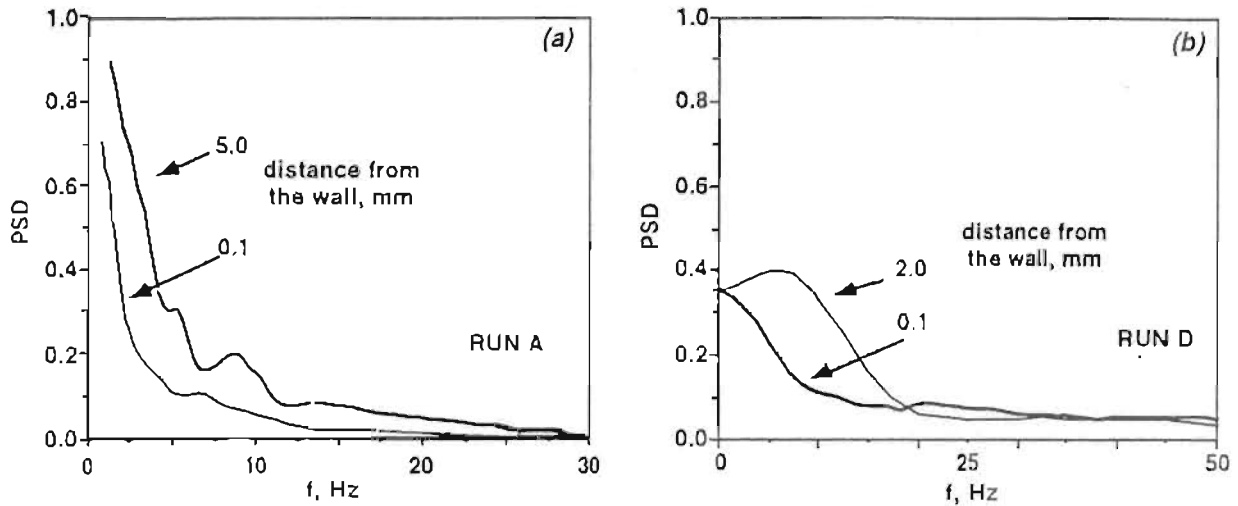 (a)
1.0
0.8
0.6
0.4
0.2
0.0
PSD
5.0
distance from
the wall, mm
0.1
RUN A
0
10
20
30
f, Hz
(b)
1.0
0.8
0.6
0.4
0.2
0.0
PSD
distance from
the wall, mm
2.0
0.1
RUN D
0
25
50
f, Hz